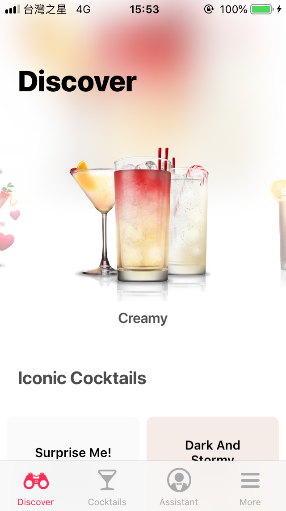 台灣之星 4G 15:53 100%
Discover
Creamy
Iconic Cocktails
Surprise Me!
Dark And
Stormy
Discover Cocktails Assistant More